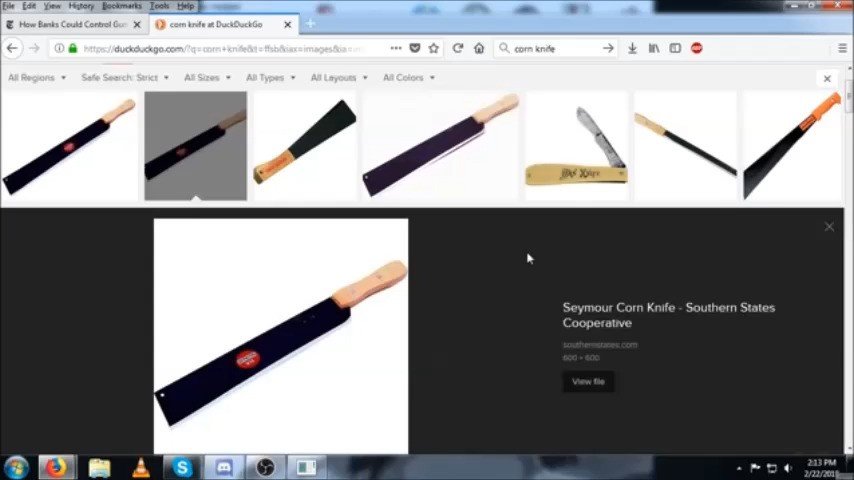 File Edit View History Bookmarks Tools Help
How Banks Could Control Gun
corn knife at DuckDuckGo
https://duckduckgo.com/?q=corn+knife&t=ffsb&iax=images&ia=
corn knife
All Regions Safe Search: Strict All Sizes All Types All Layouts All Colors
Seymour Corn Knife - Southern States
Cooperative
southernstates.com
600 × 600
View file
2:13 PM